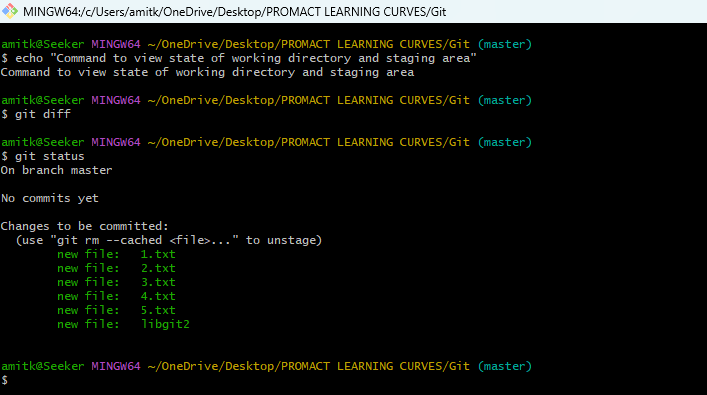 MINGW64:/c/Users/amitk/OneDrive/Desktop/PROMACT LEARNING CURVES/Git
amitk@Seeker MINGW64 ~/OneDrive/Desktop/PROMACT LEARNING CURVES/Git (master)
$ echo "Command to view state of working directory and staging area"
Command to view state of working directory and staging area
amitk@Seeker MINGW64 ~/OneDrive/Desktop/PROMACT LEARNING CURVES/Git (master)
$ git diff
amitk@Seeker MINGW64 ~/OneDrive/Desktop/PROMACT LEARNING CURVES/Git (master)
$ git status
On branch master
No commits yet
Changes to be committed:
(use "git rm --cached <file>..." to unstage)
new file: 1.txt
new file: 2.txt
new file: 3.txt
new file: 4.txt
new file: 5.txt
new file: libgit2
amitk@Seeker MINGW64 ~/OneDrive/Desktop/PROMACT LEARNING CURVES/Git (master)
$